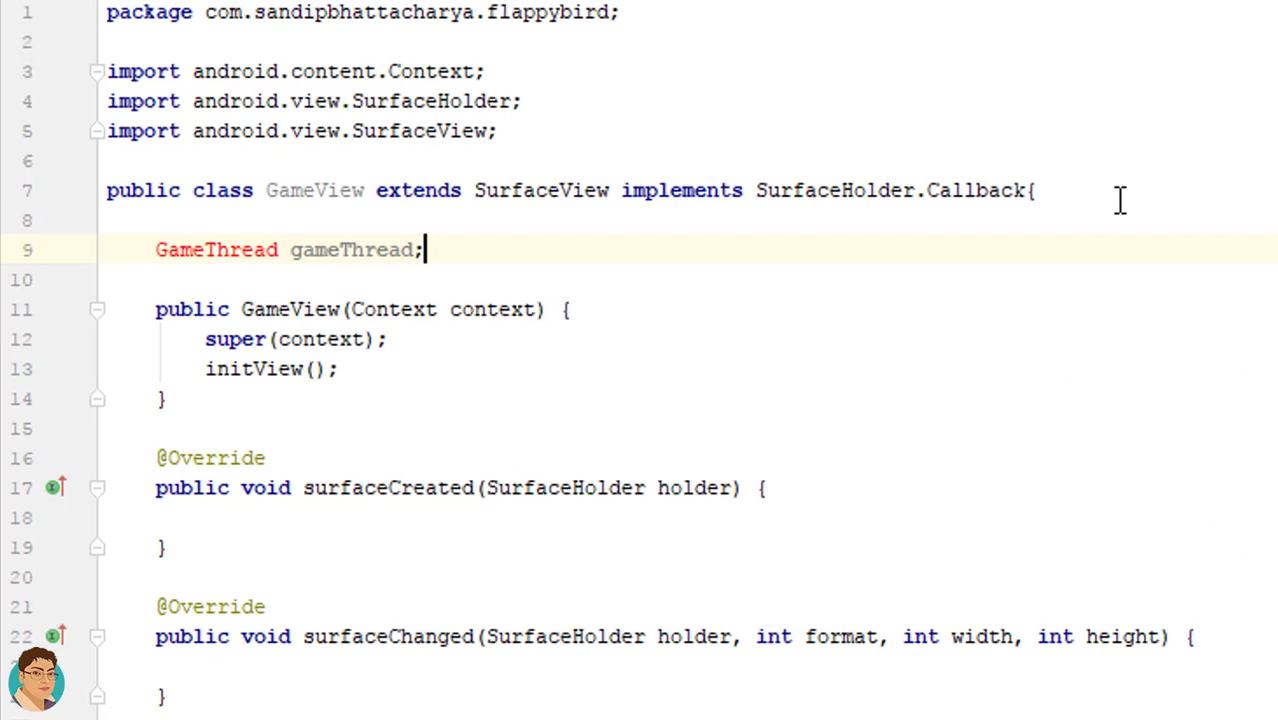 1 package com.sandipbhattacharya.flappybird;
2
3 import android.content.Context;
4 import android.view.SurfaceHolder;
5 import android.view.SurfaceView;
6
7 public class GameView extends SurfaceView implements SurfaceHolder.Callback{
8
9 GameThread gameThread;
10
11 public GameView(Context context) {
12 super(context);
13 initView();
14 }
15
16 @Override
17 public void surfaceCreated(SurfaceHolder holder) {
18
19 }
20
21 @Override
22 public void surfaceChanged(SurfaceHolder holder, int format, int width, int height) {
}